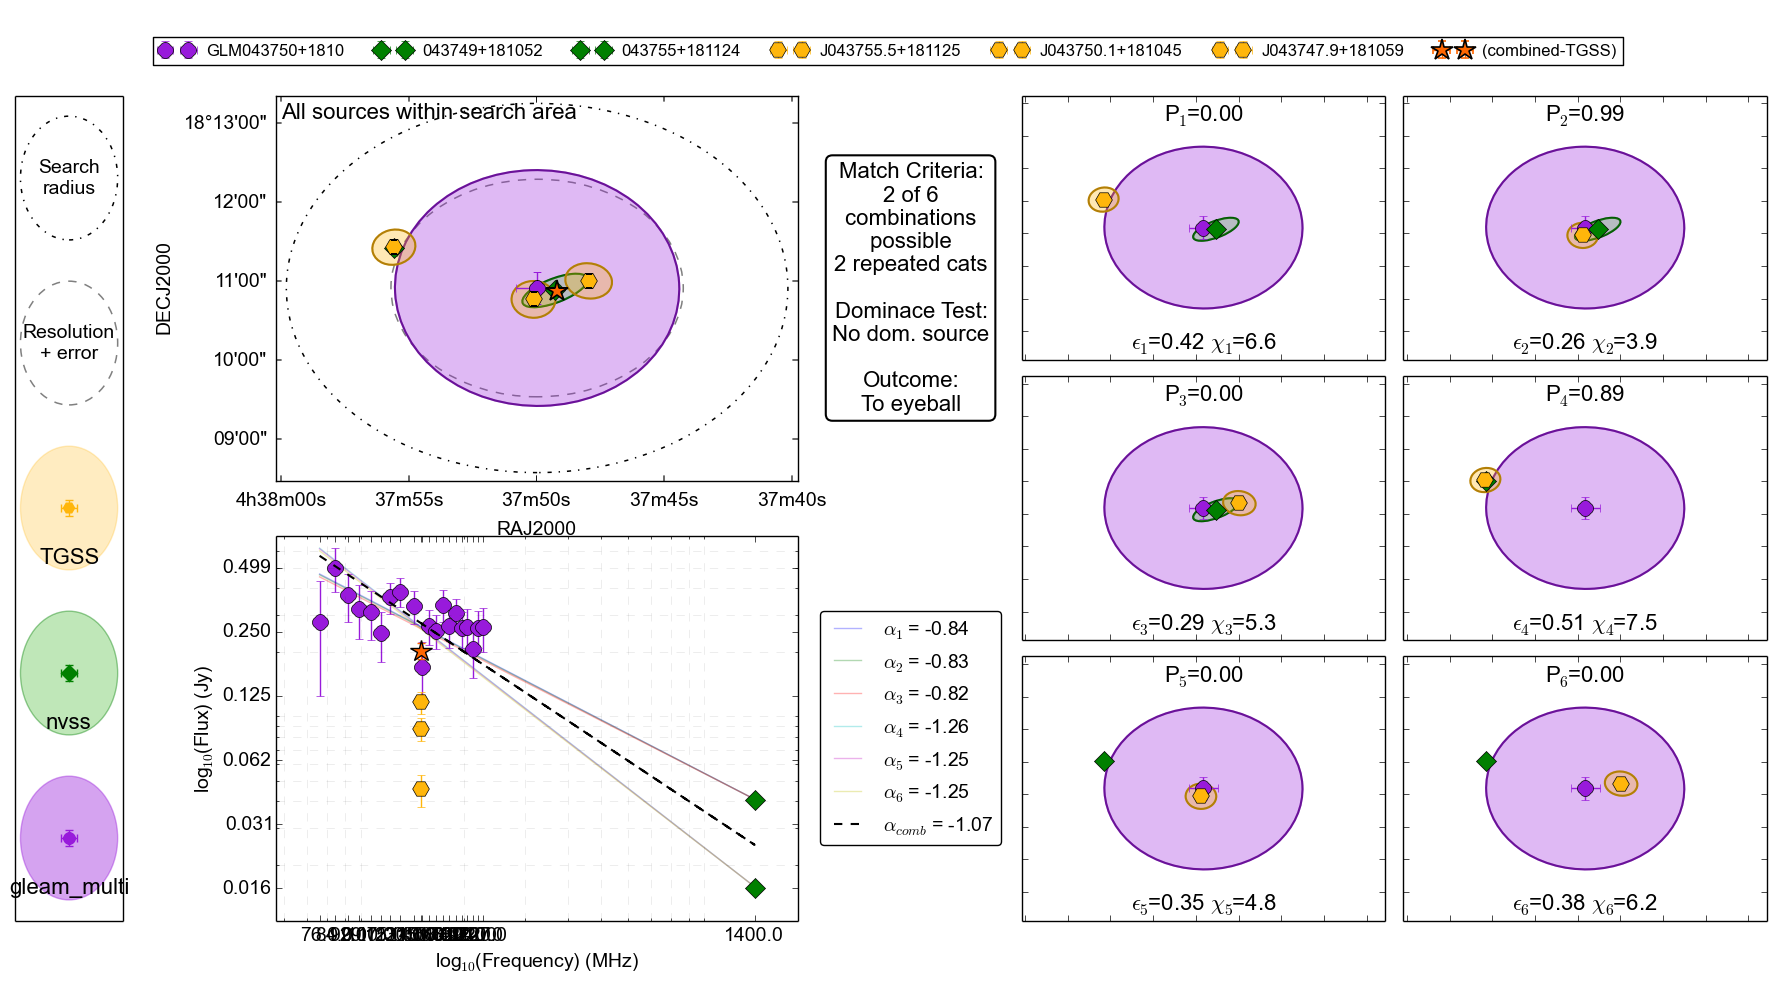 GLM043750+1810 043749+181052 043755+181124 J043755.5+181125 J043750.1+181045 J043747.9+181059 (combined-TGSS)
Search
radius
Resolution
+ error
TGSS
nvss
gleam_multi
All sources within search area
DECJ2000
18°13'00"
12'00"
11'00"
10'00"
09'00"
4h38m00s 37m55s 37m50s 37m45s 37m40s
RAJ2000
Match Criteria:
2 of 6
combinations
possible
2 repeated cats
Dominace Test:
No dom. source
Outcome:
To eyeball
log10(Flux) (Jy)
0.499
0.250
0.125
0.062
0.031
0.016
1400.0
log10(Frequency) (MHz)
α1 = -0.84
α2 = -0.83
α3 = -0.82
α4 = -1.26
α5 = -1.25
α6 = -1.25
αcomb = -1.07
P1=0.00
ϵ1=0.42 χ1=6.6
P2=0.99
ϵ2=0.26 χ2=3.9
P3=0.00
ϵ3=0.29 χ3=5.3
P4=0.89
ϵ4=0.51 χ4=7.5
P5=0.00
ϵ5=0.35 χ5=4.8
P6=0.00
ϵ6=0.38 χ6=6.2